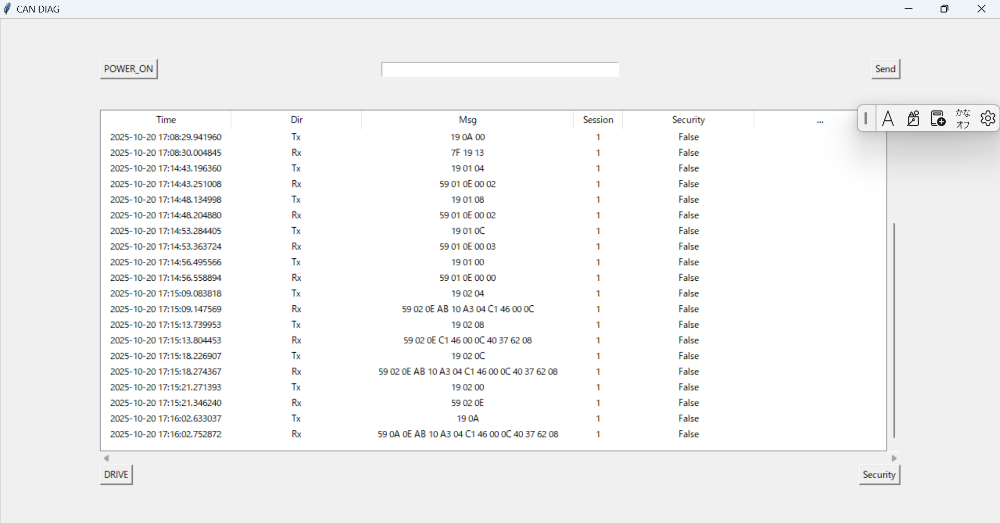 CAN DIAG
POWER_ON
Send
Time Dir Msg Session Security ...
かな
オフ
2025-10-20 17:08:29.941960 Tx 19 0A 00 1 False
2025-10-20 17:08:30.004845 Rx 7F 19 13 1 False
2025-10-20 17:14:43.196360 Tx 19 01 04 1 False
2025-10-20 17:14:43.251008 Rx 59 01 0E 00 02 1 False
2025-10-20 17:14:48.134998 Tx 19 01 08 1 False
2025-10-20 17:14:48.204880 Rx 59 01 0E 00 02 1 False
2025-10-20 17:14:53.284405 Tx 19 01 0C 1 False
2025-10-20 17:14:53.363724 Rx 59 01 0E 00 03 1 False
2025-10-20 17:14:56.495566 Tx 19 01 00 1 False
2025-10-20 17:14:56.558894 Rx 59 01 0E 00 00 1 False
2025-10-20 17:15:09.083818 Tx 19 02 04 1 False
2025-10-20 17:15:09.147569 Rx 59 02 0E AB 10 A3 04 C1 46 00 0C 1 False
2025-10-20 17:15:13.739953 Tx 19 02 08 1 False
2025-10-20 17:15:13.804453 Rx 59 02 0E C1 46 00 0C 40 37 62 08 1 False
2025-10-20 17:15:18.226907 Tx 19 02 0C 1 False
2025-10-20 17:15:18.274367 Rx 59 02 0E AB 10 A3 04 C1 46 00 0C 40 37 62 08 1 False
2025-10-20 17:15:21.271393 Tx 19 02 00 1 False
2025-10-20 17:15:21.346240 Rx 59 02 0E 1 False
2025-10-20 17:16:02.633037 Tx 19 0A 1 False
2025-10-20 17:16:02.752872 Rx 59 0A 0E AB 10 A3 04 C1 46 00 0C 40 37 62 08 1 False
DRIVE
Security